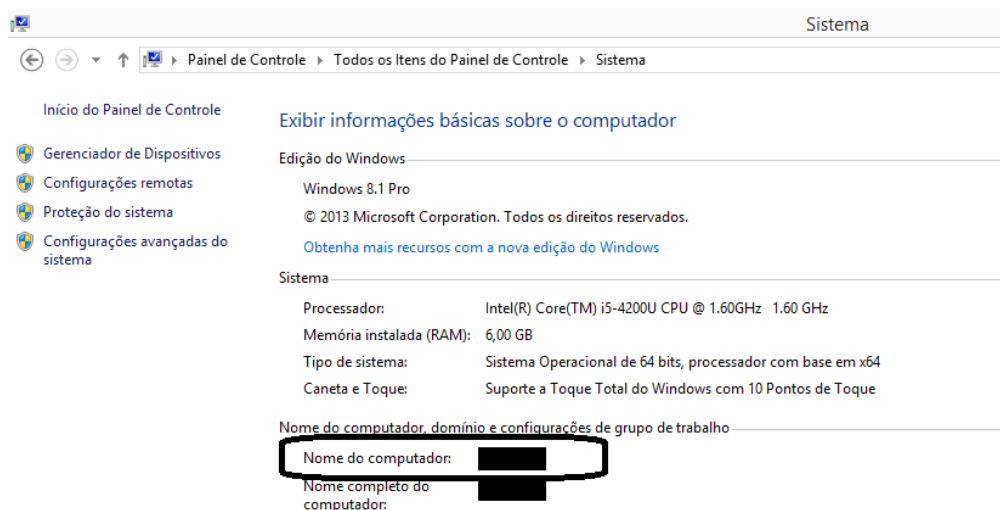 Sistema
Painel de Controle Todos os Itens do Painel de Controle Sistema
Início do Painel de Controle
Gerenciador de Dispositivos
Configurações remotas
Proteção do sistema
Configurações avançadas do
sistema
Exibir informações básicas sobre o computador
Edição do Windows
Windows 8.1 Pro
© 2013 Microsoft Corporation. Todos os direitos reservados.
Obtenha mais recursos com a nova edição do Windows
Sistema
Processador: Intel(R) Core(TM) i5-4200U CPU @ 1.60GHz 1.60 GHz
Memória instalada (RAM): 6,00 GB
Tipo de sistema: Sistema Operacional de 64 bits, processador com base em x64
Caneta e Toque: Suporte a Toque Total do Windows com 10 Pontos de Toque
Nome do computador, domínio e configurações de grupo de trabalho
Nome do computador:
Nome completo do
computador: